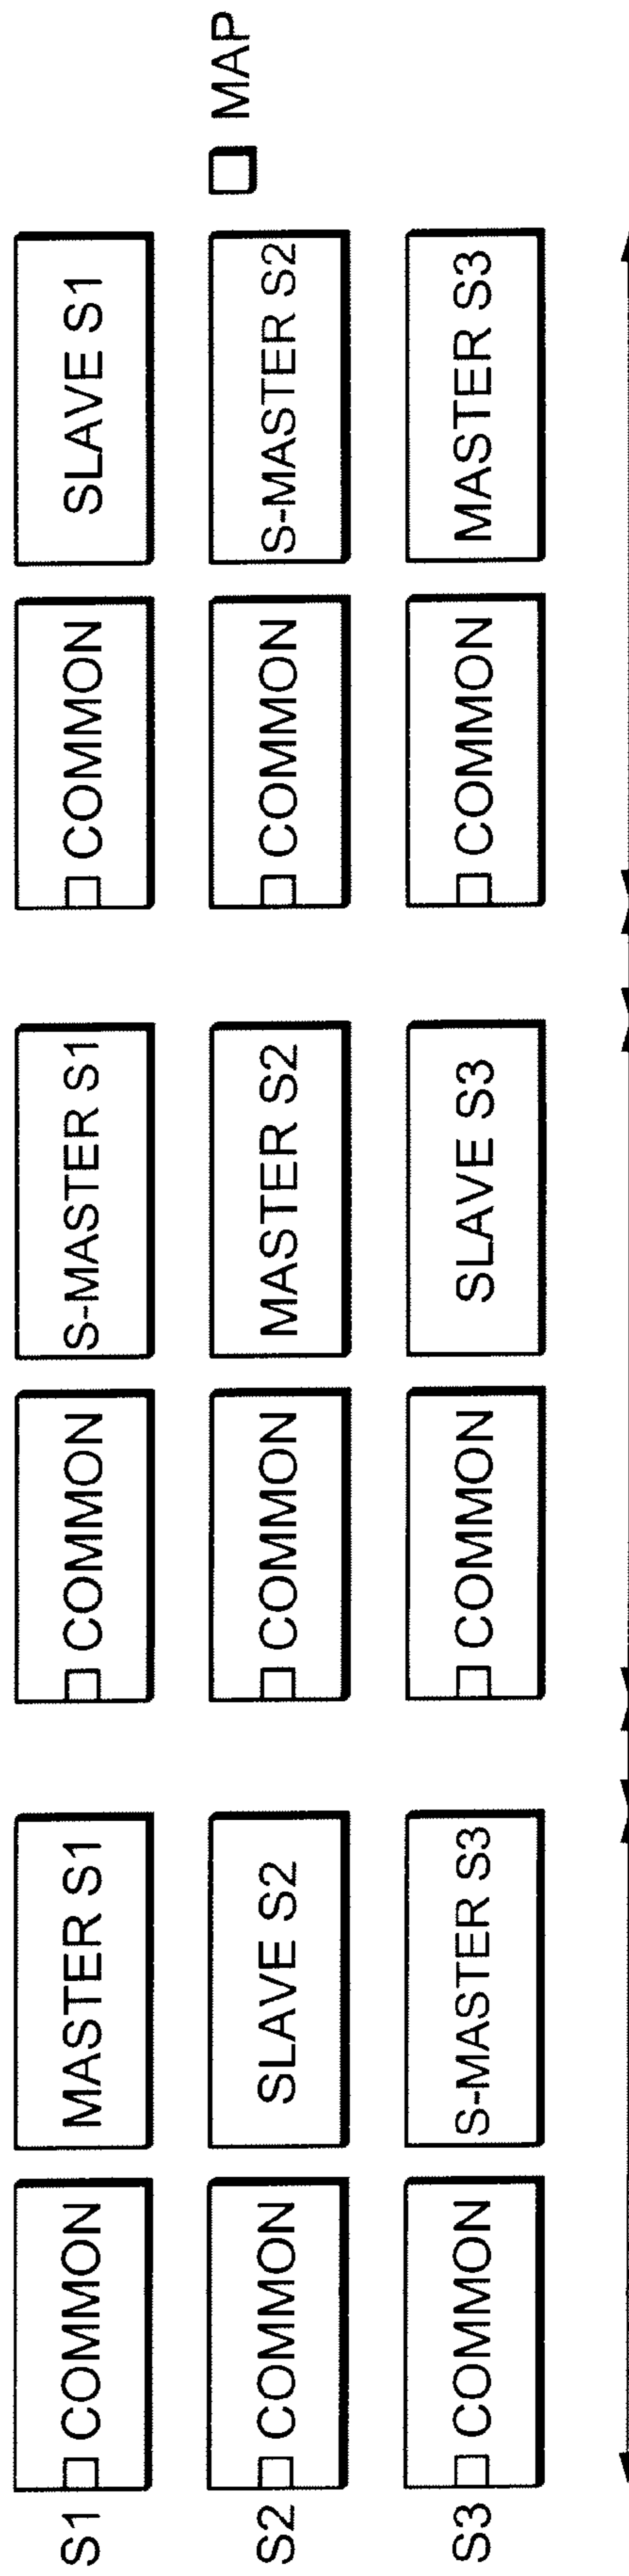 S1 COMMON MASTER S1 COMMON S-MASTER S1 COMMON SLAVE S1
S2 COMMON SLAVE S2 COMMON MASTER S2 COMMON S-MASTER S2 MAP
S3 COMMON S-MASTER S3 COMMON SLAVE S3 COMMON MASTER S3